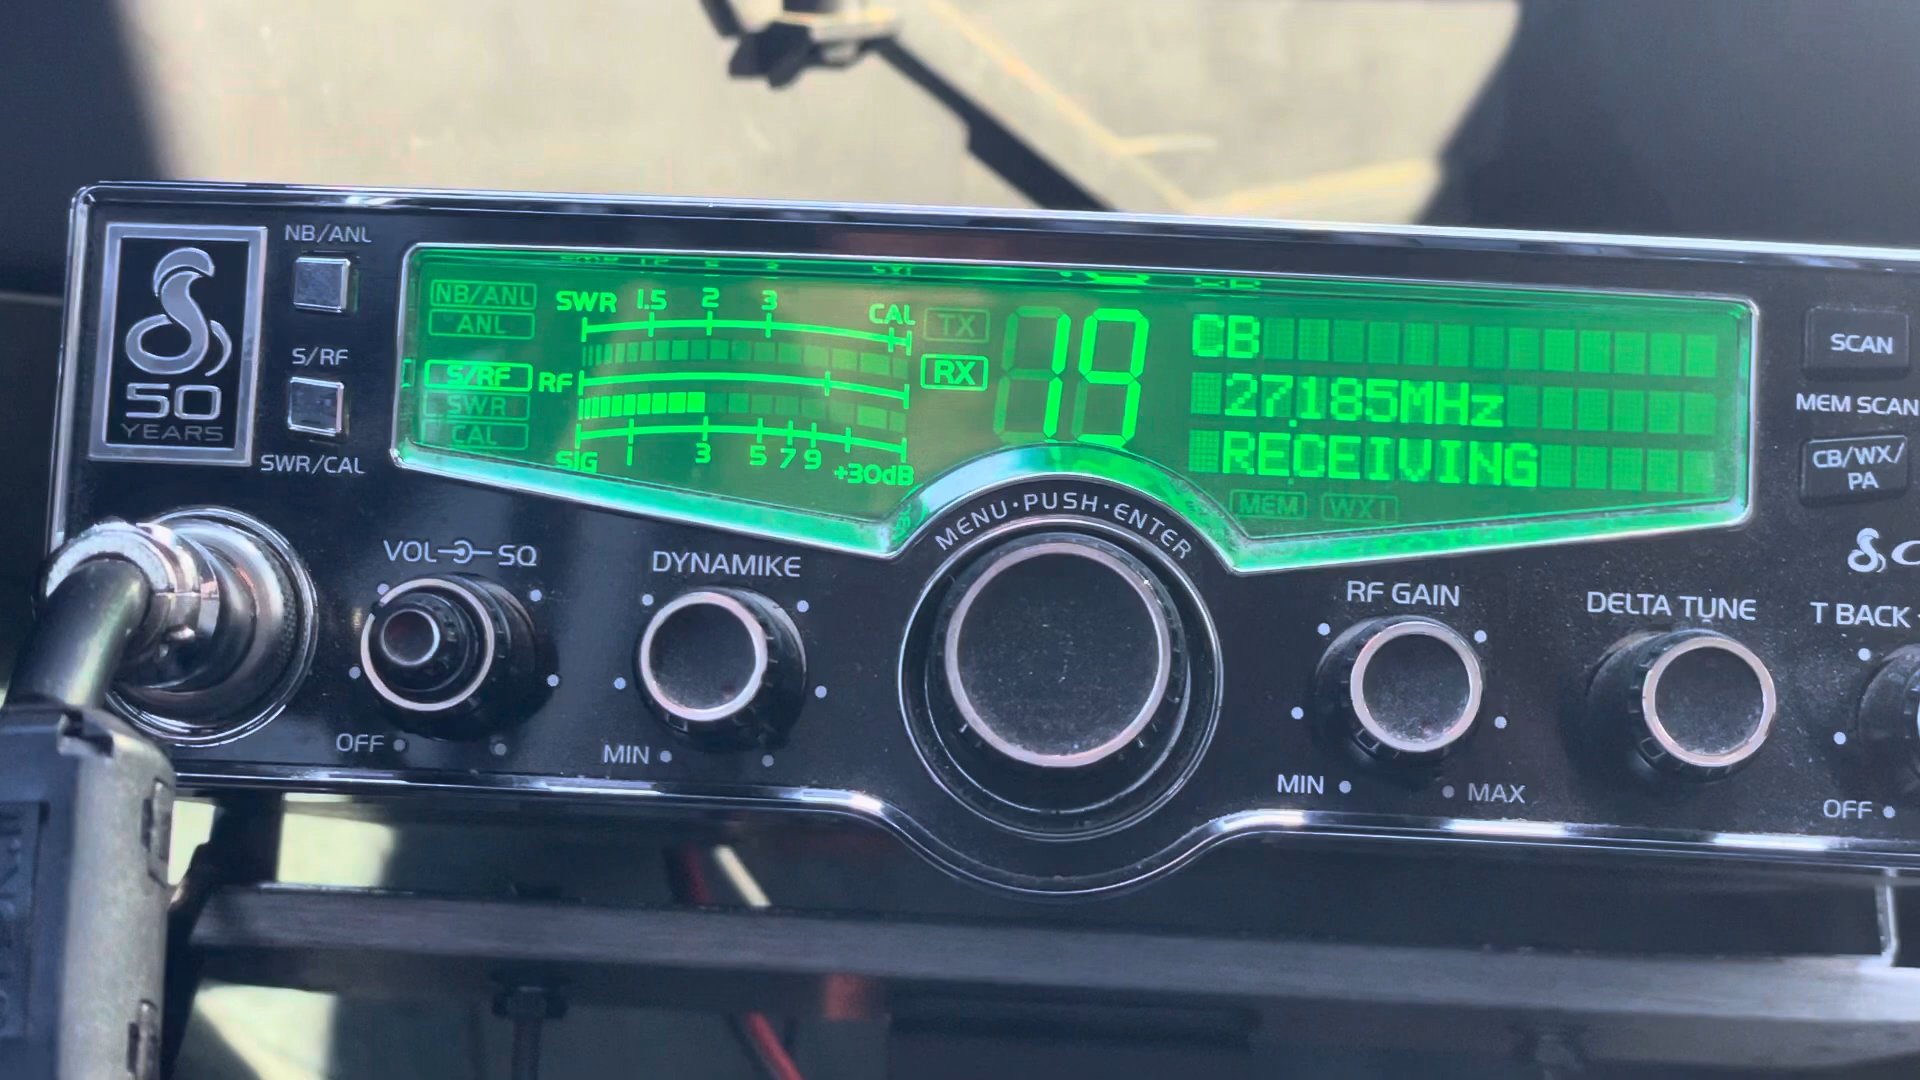 NB/ANL
50
YEARS
S/RF
SWR/CAL
NB/ANL
ANL
S/RF
SWR
CAL
SWR 1.5 2 3 CAL
RF
SIG 1 3 5 7 9 +30dB
TX
RX
19
CB
27.185MHz
RECEIVING
MEM WX
SCAN
MEM SCAN
CB/WX/
PA
MENU•PUSH•ENTER
VOL SQ
OFF
DYNAMIKE
MIN
RF GAIN
MIN MAX
DELTA TUNE
T BACK
OFF